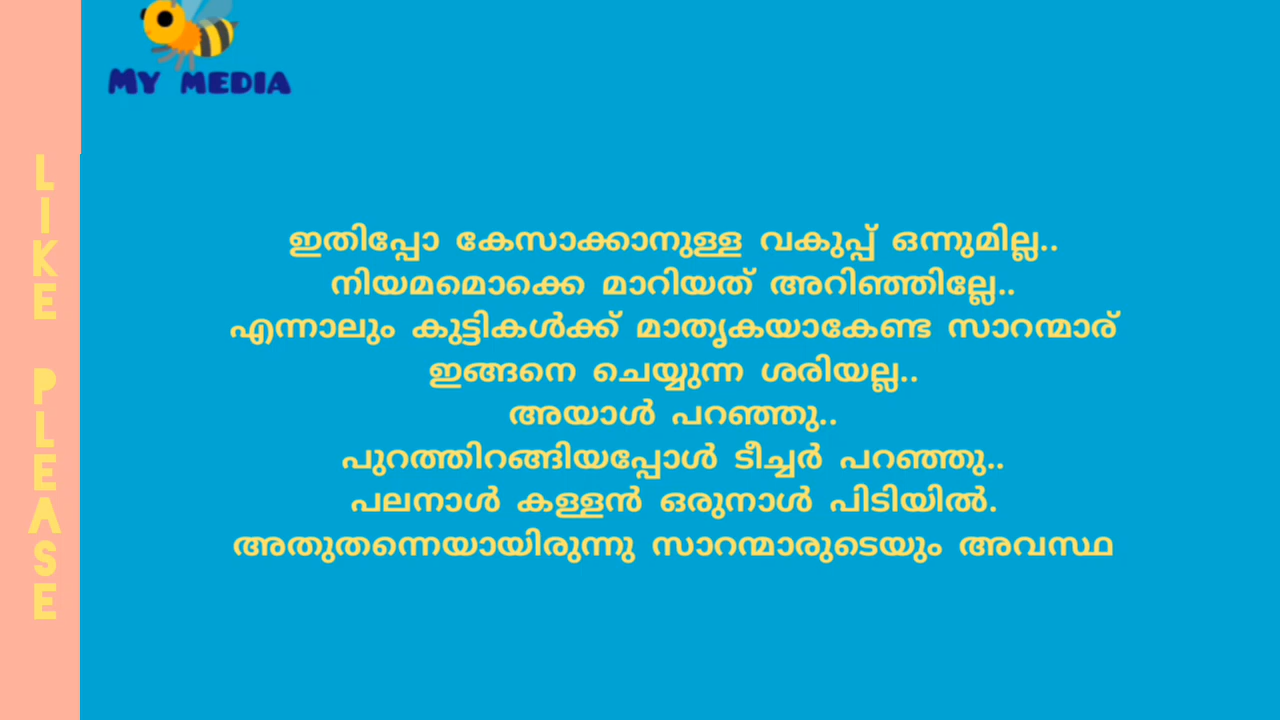 MY MEDIA
LIKE PLEASE
ഇതിപ്പോ കേസാക്കാനുള്ള വകുപ്പ് ഒന്നുമില്ല..
നിയമമൊക്കെ മാറിയത് അറിഞ്ഞില്ലേ..
എന്നാലും കുട്ടികൾക്ക് മാതൃകയാകേണ്ട സാറന്മാര്
ഇങ്ങനെ ചെയ്യുന്ന ശരിയല്ല..
അയാൾ പറഞ്ഞു..
പുറത്തിറങ്ങിയപ്പോൾ ടീച്ചർ പറഞ്ഞു..
പലനാൾ കള്ളൻ ഒരുനാൾ പിടിയിൽ.
അതുതന്നെയായിരുന്നു സാറന്മാരുടെയും അവസ്ഥ